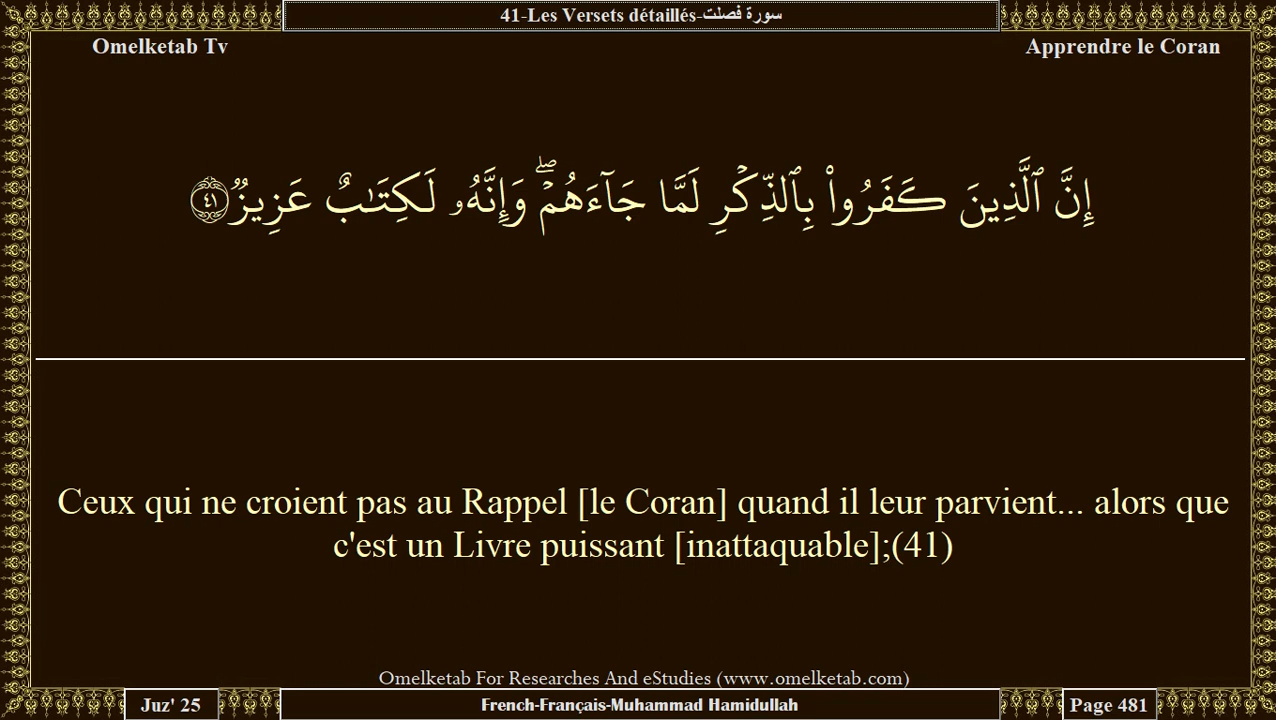 41-Les Versets détaillés-سورة فصلت
Omelketab Tv
Apprendre le Coran
إِنَّ ٱلَّذِينَ كَفَرُوا۟ بِٱلذِّكْرِ لَمَّا جَآءَهُمْ ۖ وَإِنَّهُۥ لَكِتَـٰبٌ عَزِيزٌ ٤١
Ceux qui ne croient pas au Rappel [le Coran] quand il leur parvient... alors que
c'est un Livre puissant [inattaquable];(41)
Omelketab For Researches And eStudies (www.omelketab.com)
Juz' 25
French-Français-Muhammad Hamidullah
Page 481